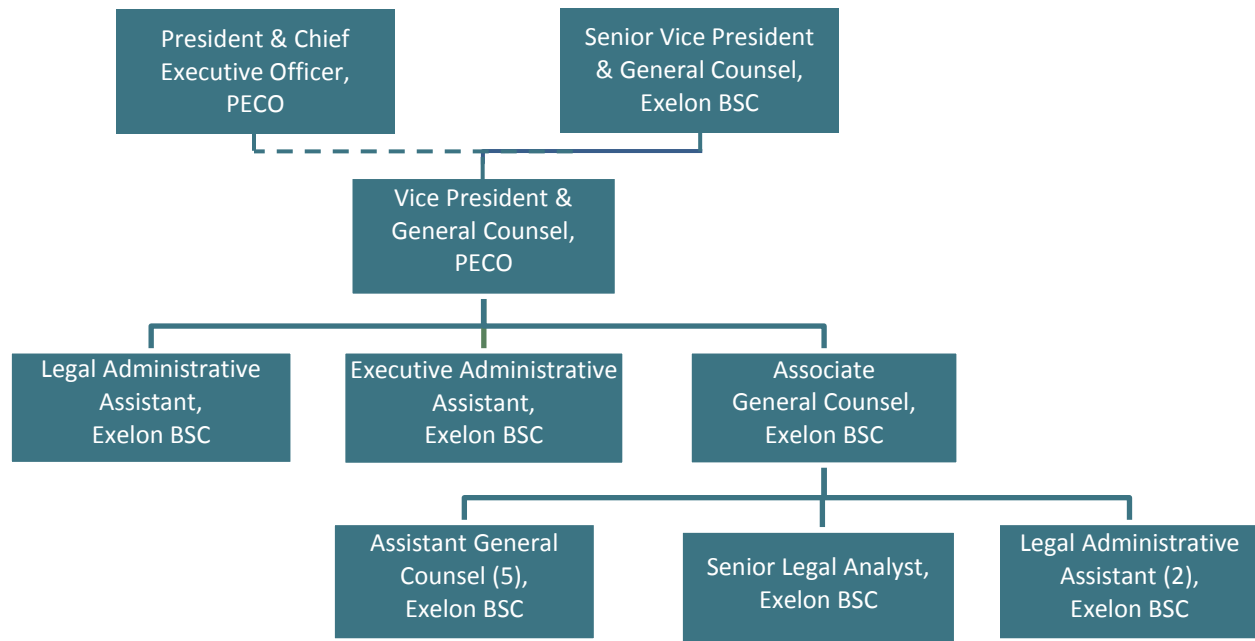 President & Chief
Executive Officer,
PECO
Senior Vice President
& General Counsel,
Exelon BSC
Vice President &
General Counsel,
PECO
Legal Administrative
Assistant,
Exelon BSC
Executive Administrative
Assistant,
Exelon BSC
Associate
General Counsel,
Exelon BSC
Assistant General
Counsel (5),
Exelon BSC
Senior Legal Analyst,
Exelon BSC
Legal Administrative
Assistant (2),
Exelon BSC